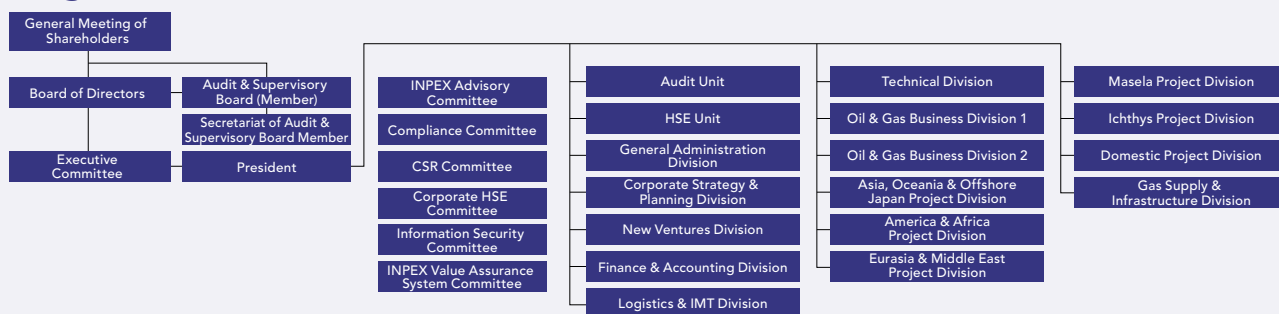 General Meeting of
Shareholders
Board of Directors
Audit & Supervisory
Board (Member)
Secretariat of Audit &
Supervisory Board Member
Executive
Committee
President
INPEX Advisory
Committee
Compliance Committee
CSR Committee
Corporate HSE
Committee
Information Security
Committee
INPEX Value Assurance
System Committee
Audit Unit
HSE Unit
General Administration
Division
Corporate Strategy &
Planning Division
New Ventures Division
Finance & Accounting Division
Logistics & IMT Division
Technical Division
Oil & Gas Business Division 1
Oil & Gas Business Division 2
Asia, Oceania & Offshore
Japan Project Division
America & Africa
Project Division
Eurasia & Middle East
Project Division
Masela Project Division
Ichthys Project Division
Domestic Project Division
Gas Supply &
Infrastructure Division